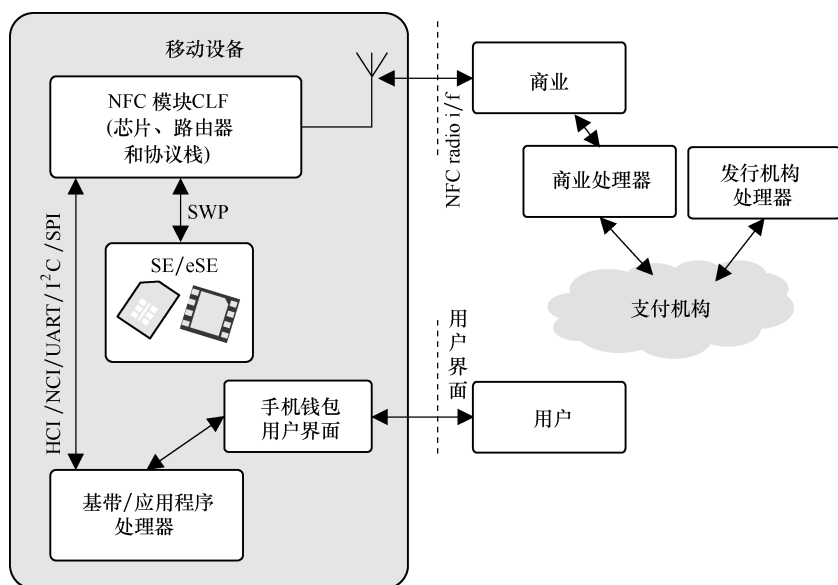 移动设备
NFC 模块CLF
(芯片、路由器
和协议栈)
SWP
SE/eSE
HCI /NCI/UART/ I²C /SPI
手机钱包
用户界面
基带/应用程序
处理器
NFC radio i/f
商业
商业处理器
发行机构
处理器
支付机构
用户界面
用户